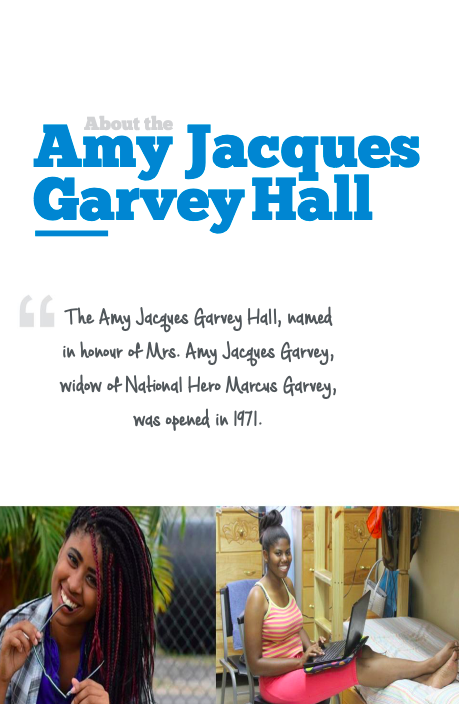 About the
Amy Jacques
Garvey Hall
“ The Amy Jacques Garvey Hall, named
in honour of Mrs. Amy Jacques Garvey,
widow of National Hero Marcus Garvey,
was opened in 1971.